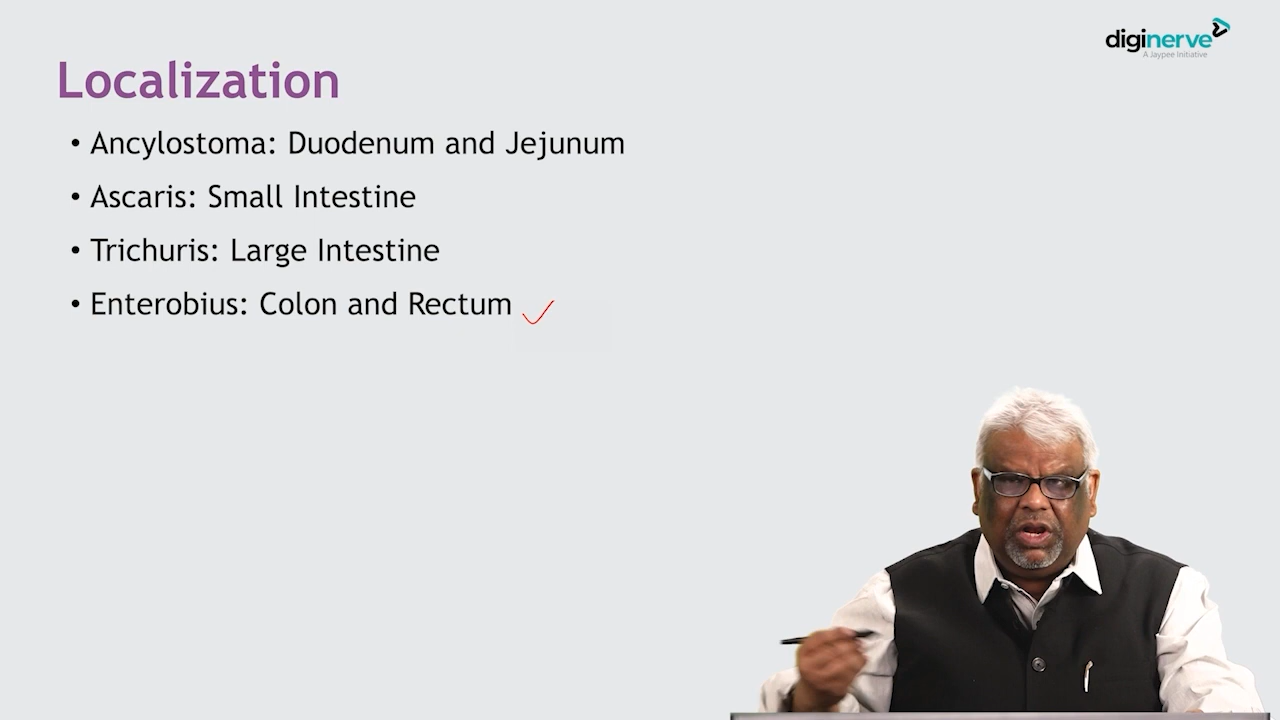 diginerve
A Jaypee Initiative
Localization
• Ancylostoma: Duodenum and Jejunum
• Ascaris: Small Intestine
• Trichuris: Large Intestine
• Enterobius: Colon and Rectum